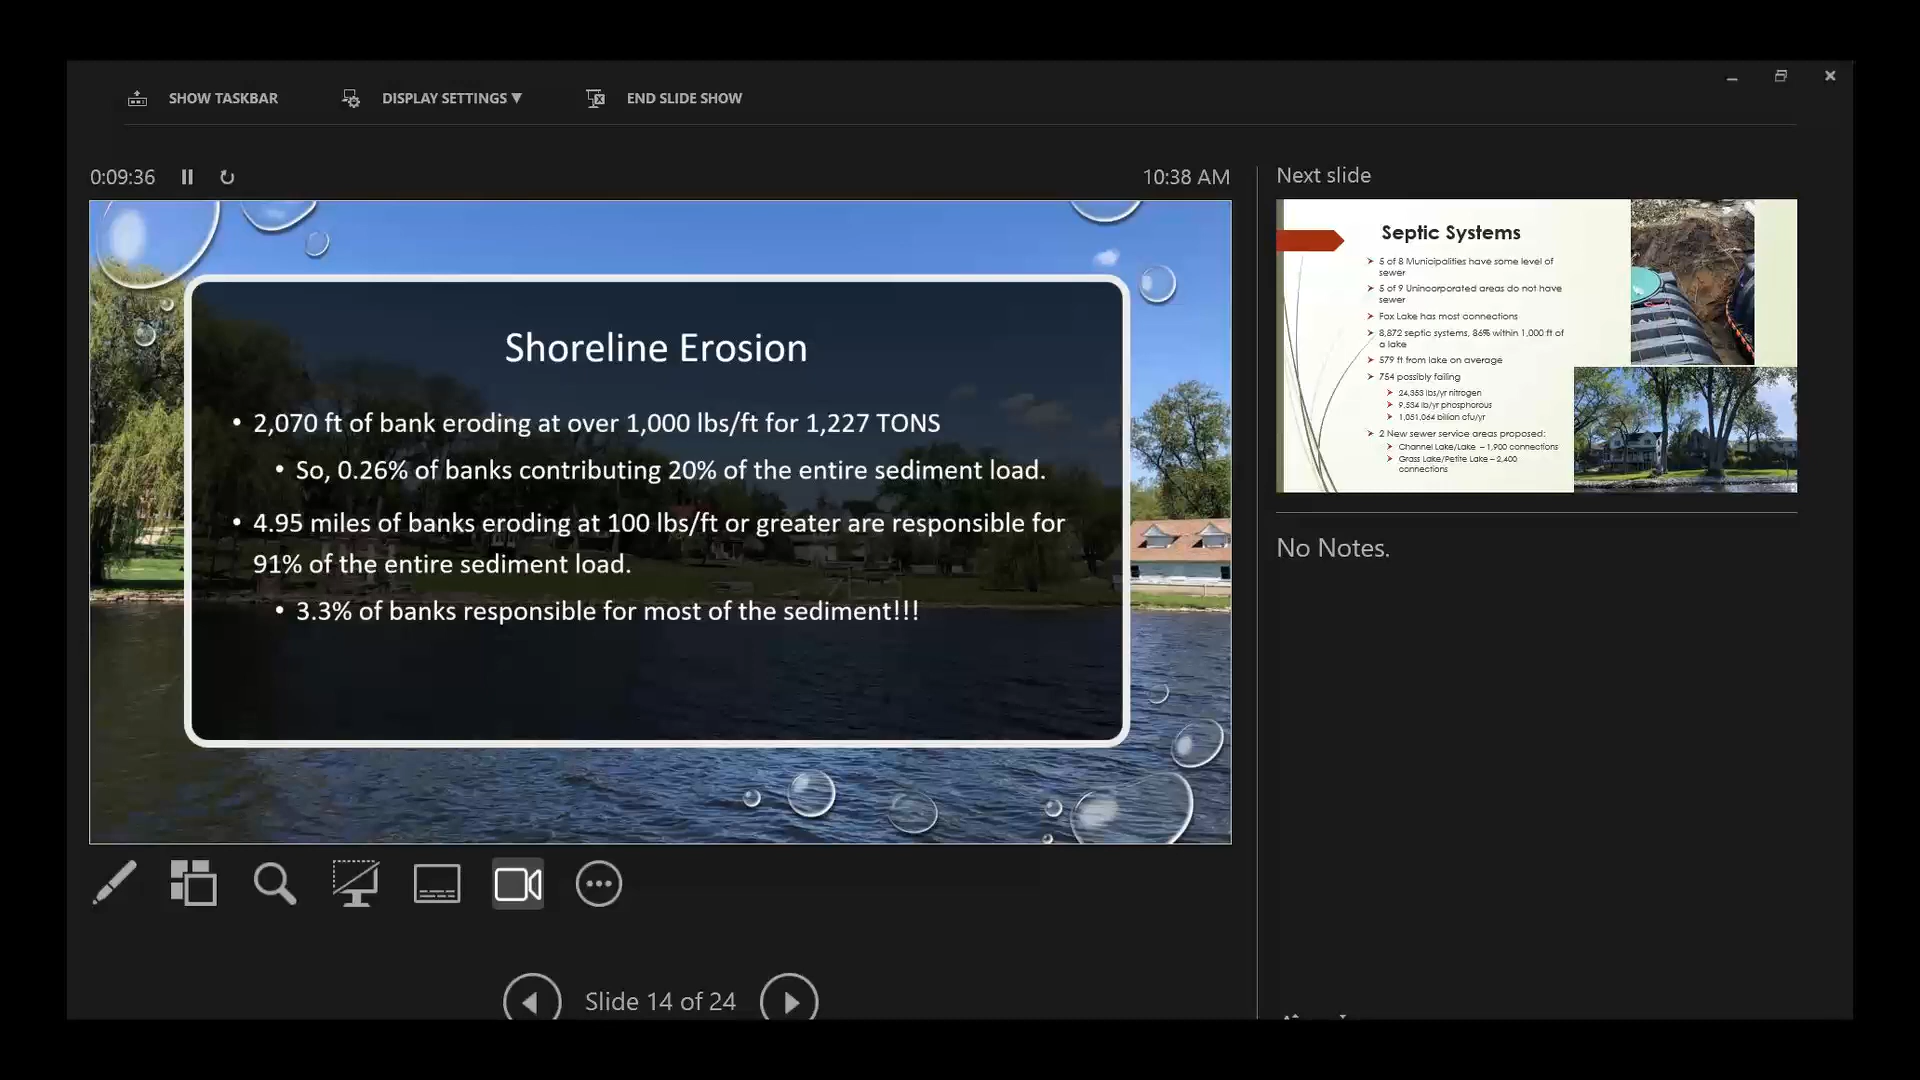 SHOW TASKBAR
DISPLAY SETTINGS ▼
END SLIDE SHOW
0:09:36
10:38 AM
Shoreline Erosion
• 2,070 ft of bank eroding at over 1,000 lbs/ft for 1,227 TONS
• So, 0.26% of banks contributing 20% of the entire sediment load.
• 4.95 miles of banks eroding at 100 lbs/ft or greater are responsible for
91% of the entire sediment load.
• 3.3% of banks responsible for most of the sediment!!!
Slide 14 of 24
Next slide
Septic Systems
5 of 8 Municipalities have some level of
sewer
5 of 9 Unincorporated areas do not have
sewer
Fox Lake has most connections
8,872 septic systems, 86% within 1,000 ft of
a lake
579 ft from lake on average
754 possibly failing
24,353 lbs/yr nitrogen
9,534 lb/yr phosphorous
1,051,064 billion cfu/yr
2 New sewer service areas proposed:
Channel Lake/Lake – 1,900 connections
Grass Lake/Petite Lake – 2,400
connections
No Notes.